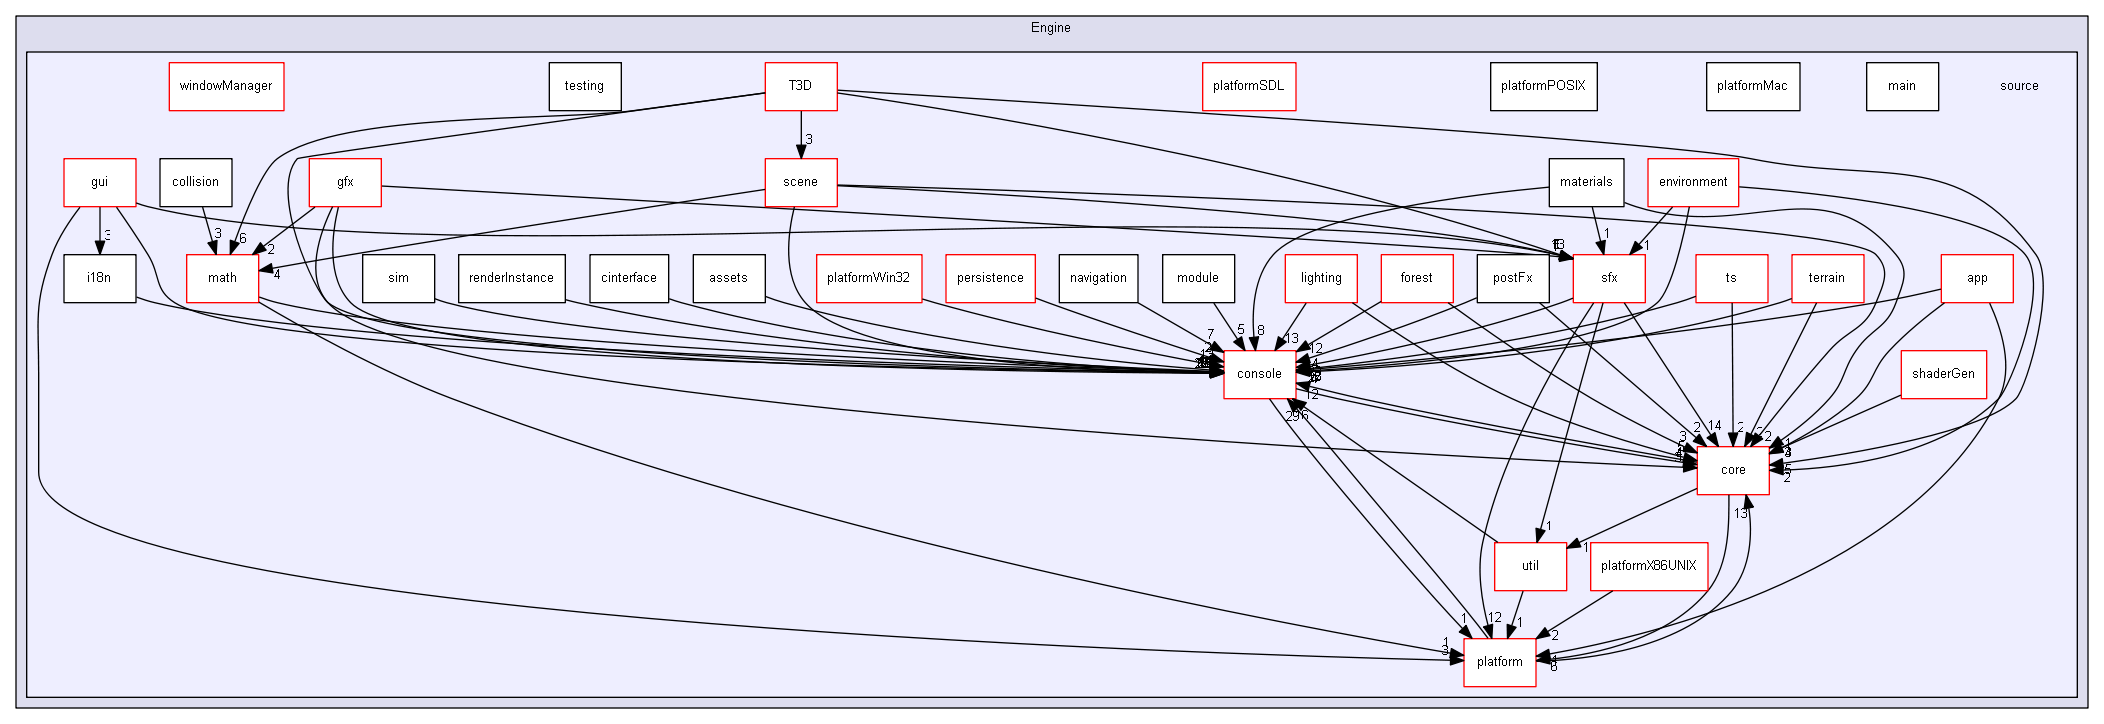 Engine
windowManager
testing
T3D
platformSDL
platformPOSIX
platformMac
main
source
3
gui
collision
gfx
scene
materials
environment
3
3
6
2
1
1
4
i18n
math
sim
renderInstance
cinterface
assets
platformWin32
persistence
navigation
module
lighting
forest
postFx
sfx
ts
terrain
app
7
5
8
13
12
console
shaderGen
12
3
2
14
2
2
core
2
13
1
1
util
platformX86UNIX
1
12
1
2
1
3
platform
8